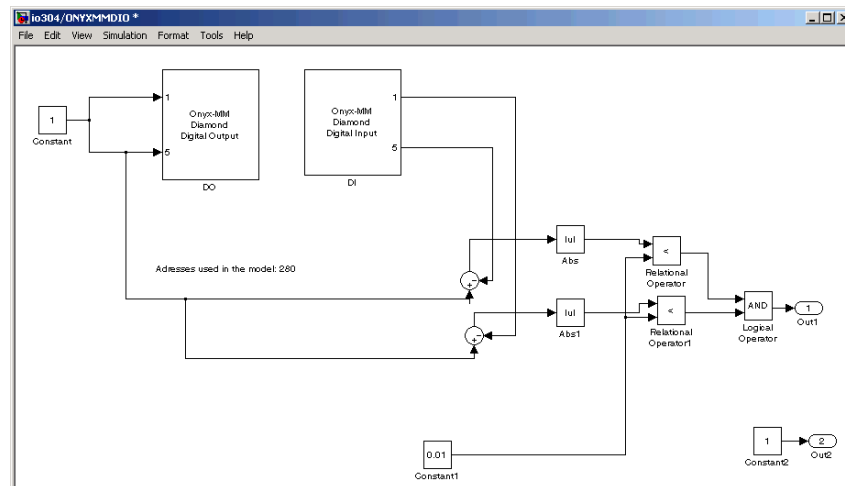 io304/ONYXMMDIO *
File Edit View Simulation Format Tools Help
1
Constant
1
5
Onyx-MM
Diamond
Digital Output
DO
Onyx-MM
Diamond
Digital Input
1
5
DI
Adresses used in the model: 280
|u|
Abs
<
Relational
Operator
|u|
Abs1
<
Relational
Operator1
AND
Logical
Operator
1
Out1
0.01
Constant1
1
Constant2
2
Out2